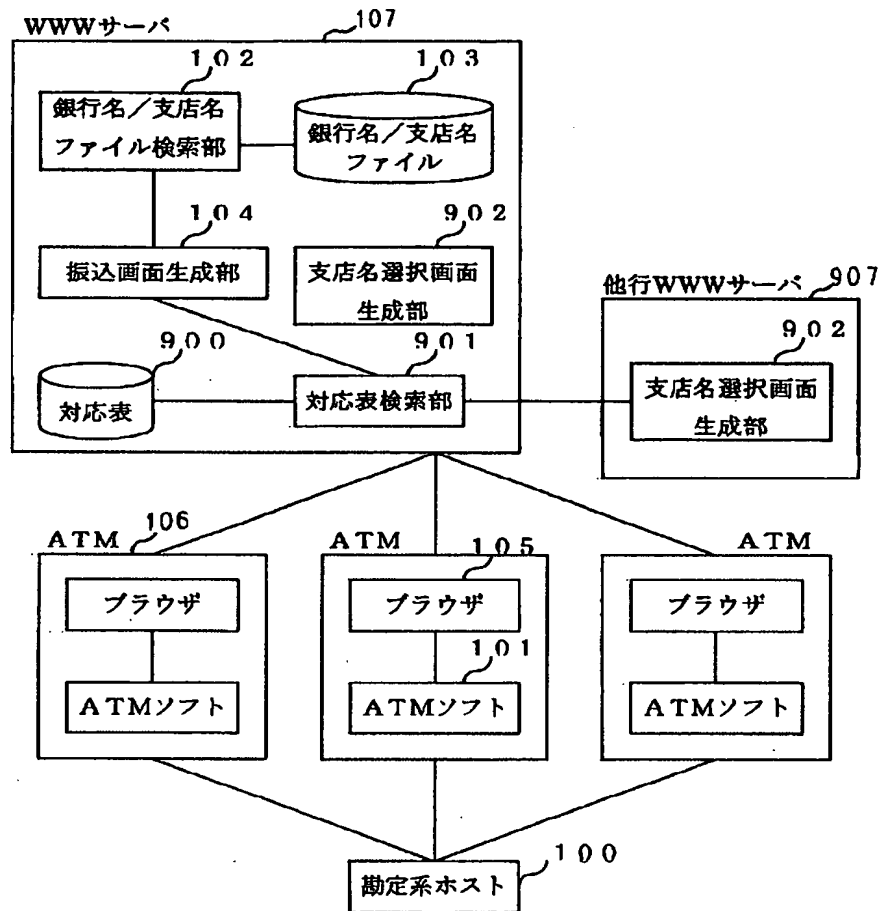 WWWサーバ
107
102
103
銀行名／支店名
ファイル検索部
銀行名／支店名
ファイル
104
902
振込画面生成部
支店名選択画面
生成部
他行WWWサーバ
907
900
901
902
対応表
対応表検索部
支店名選択画面
生成部
ATM
106
ATM
105
ATM
ブラウザ
ブラウザ
ブラウザ
101
ATMソフト
ATMソフト
ATMソフト
100
勘定系ホスト